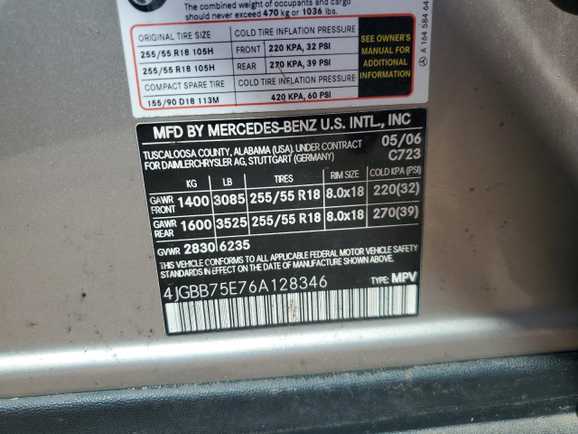 The combined weight of occupants and cargo
should never exceed 470 kg or 1036 lbs.
ORIGINAL TIRE SIZE COLD TIRE INFLATION PRESSURE
255/55 R18 105H FRONT 220 KPA, 32 PSI
255/55 R18 105H REAR 270 KPA, 39 PSI
COMPACT SPARE TIRE COLD TIRE INFLATION PRESSURE
155/90 D18 113M 420 KPA, 60 PSI
SEE OWNER'S
MANUAL FOR
ADDITIONAL
INFORMATION
A 164 584 64
MFD BY MERCEDES-BENZ U.S. INTL., INC
TUSCALOOSA COUNTY, ALABAMA (USA). UNDER CONTRACT 05/06
FOR DAIMLERCHRYSLER AG, STUTTGART (GERMANY) C723
KG LB TIRES RIM SIZE COLD KPA (PSI)
GAWR FRONT 1400 3085 255/55 R18 8.0x18 220(32)
GAWR REAR 1600 3525 255/55 R18 8.0x18 270(39)
GVWR 2830 6235
THIS VEHICLE CONFORMS TO ALL APPLICABLE FEDERAL MOTOR VEHICLE SAFETY
STANDARDS IN EFFECT ON THE DATE OF MANUFACTURE SHOWN ABOVE.
4JGBB75E76A128346 TYPE: MPV